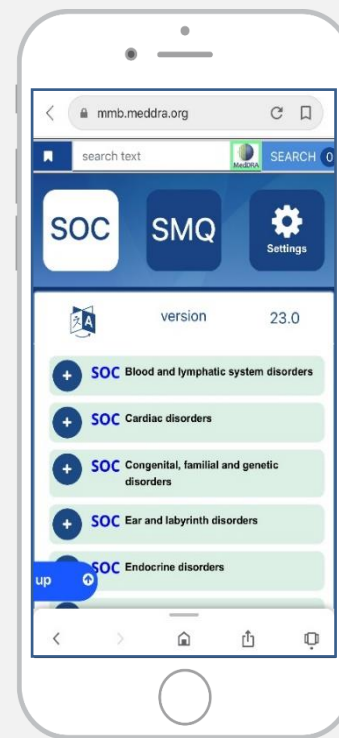 mmb.meddra.org
search text
MedDRA
SEARCH 0
SOC
SMQ
Settings
version 23.0
SOC Blood and lymphatic system disorders
SOC Cardiac disorders
SOC Congenital, familial and genetic
disorders
SOC Ear and labyrinth disorders
SOC Endocrine disorders
up